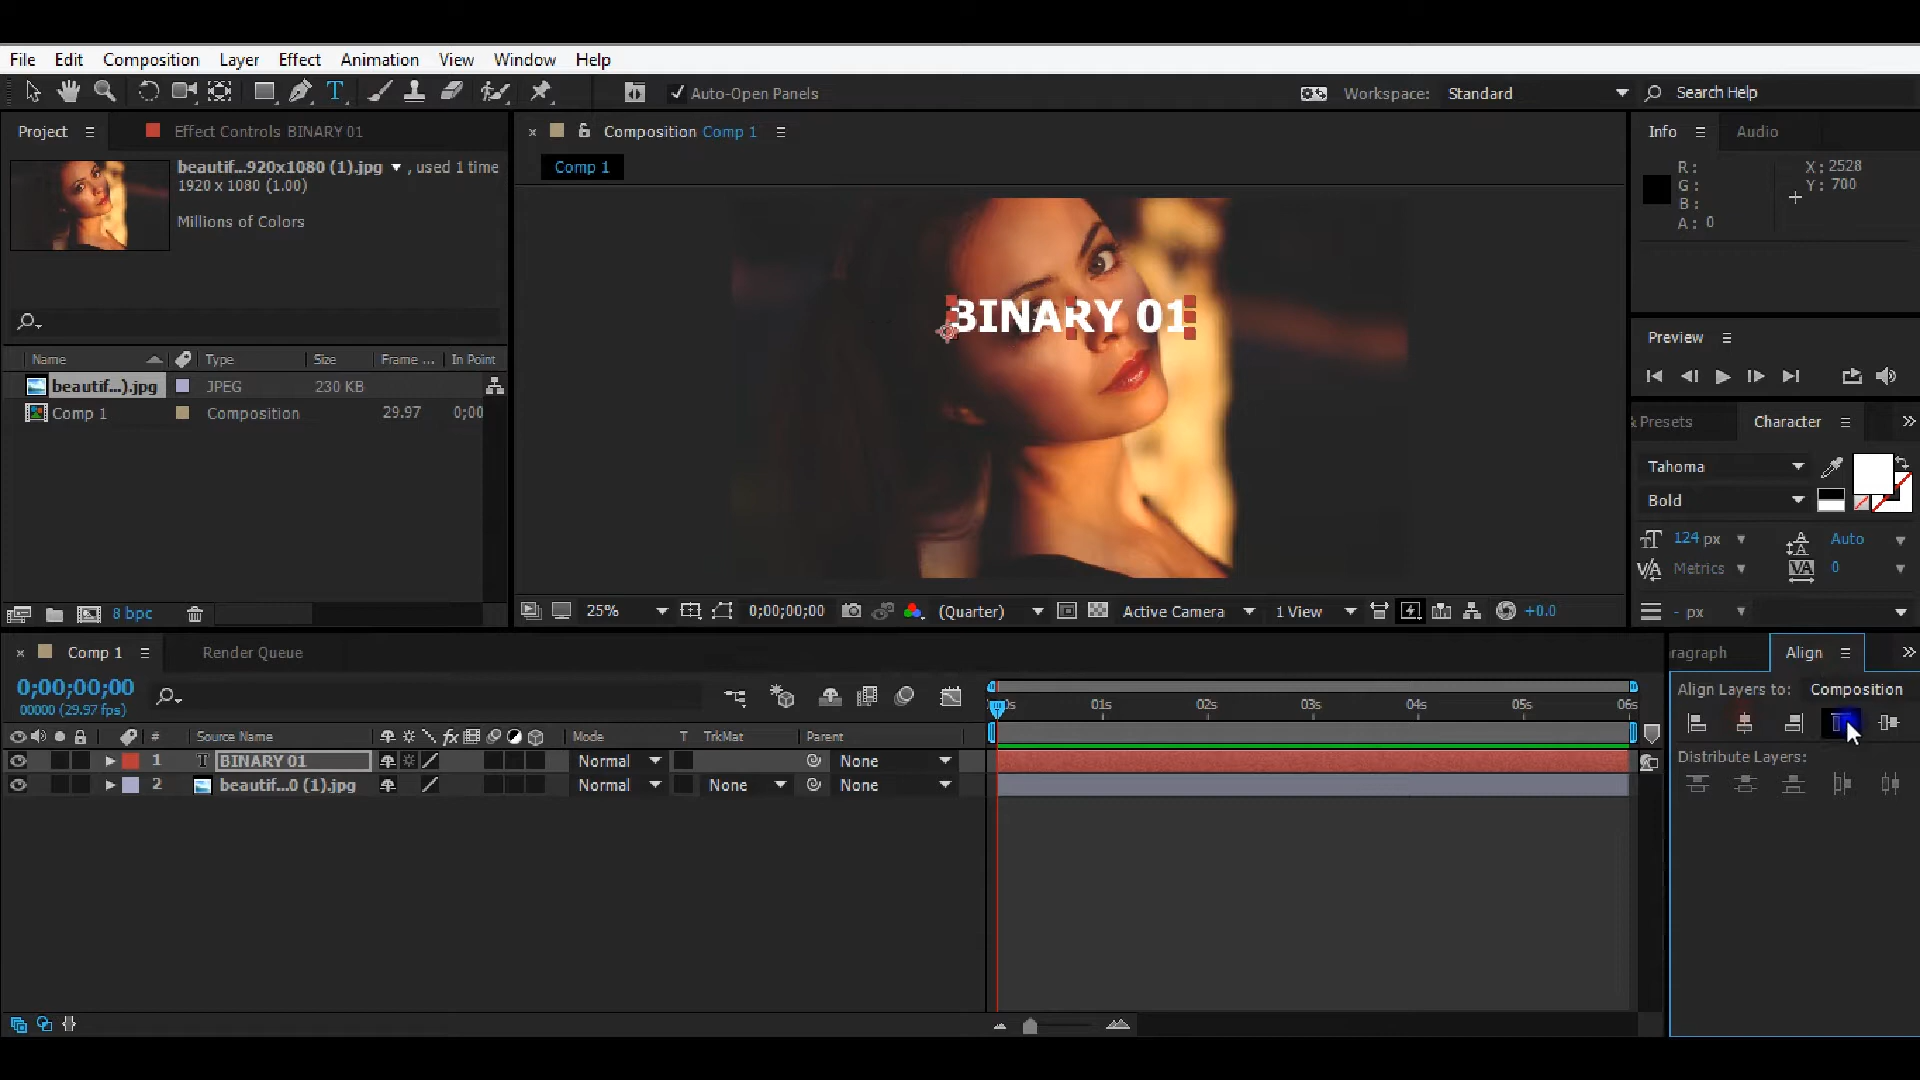 File Edit Composition Layer Effect Animation View Window Help
Auto-Open Panels Workspace: Standard Search Help
Project Effect Controls BINARY 01 Composition Comp 1 Info Audio
beautif...920x1080 (1).jpg , used 1 time
1920 x 1080 (1.00)
Millions of Colors
Comp 1
R: X: 2528
G: Y: 700
B:
A: 0
BINARY 01
Preview
Name Type Size Frame ... In Point
beautif...).jpg JPEG 230 KB
Comp 1 Composition 29.97 0;00
& Presets Character
Tahoma
Bold
124 px Auto
Metrics 0
- px
8 bpc
25% 0;00;00;00 (Quarter) Active Camera 1 View +0.0
Comp 1 Render Queue
0;00;00;00
00000 (29.97 fps)
01s 02s 03s 04s 05s 06s
# Source Name Mode T TrkMat Parent
1 T BINARY 01 Normal None
2 beautif...0 (1).jpg Normal None None
ragraph Align
Align Layers to: Composition
Distribute Layers: